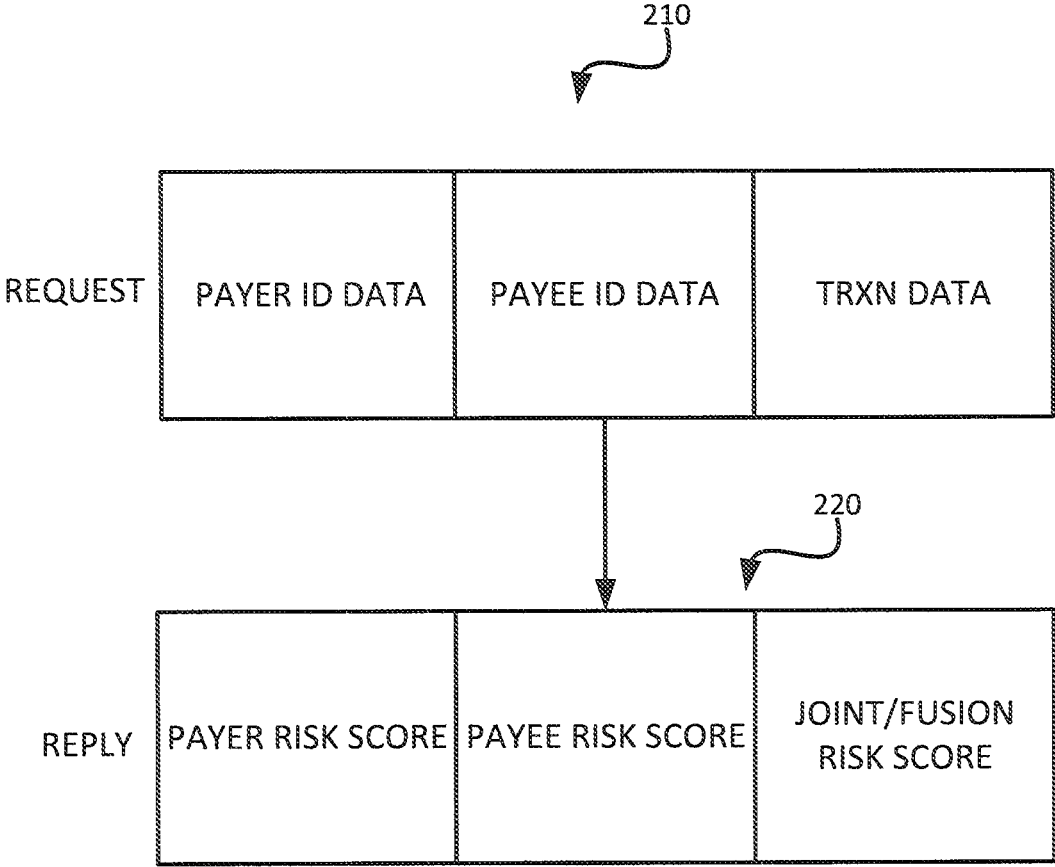 210
REQUEST
PAYER ID DATA
PAYEE ID DATA
TRXN DATA
220
REPLY
PAYER RISK SCORE
PAYEE RISK SCORE
JOINT/FUSION
RISK SCORE